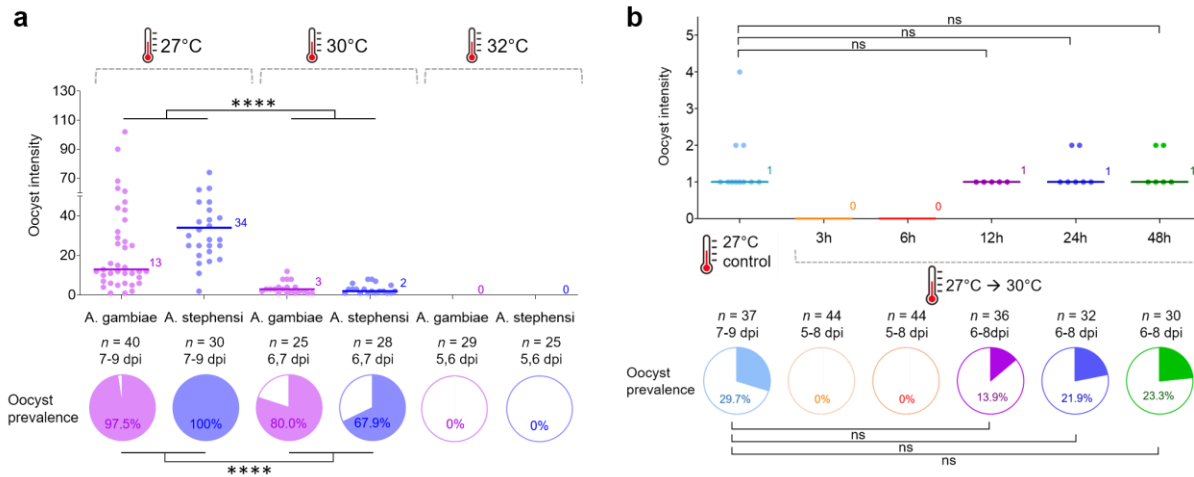 a
27°C
30°C
32°C
****
130
110
90
70
40
20
0
Oocyst intensity
13
34
3
2
0
0
A. gambiae
A. stephensi
A. gambiae
A. stephensi
A. gambiae
A. stephensi
n = 40
7-9 dpi
n = 30
7-9 dpi
n = 25
6,7 dpi
n = 28
6,7 dpi
n = 29
5,6 dpi
n = 25
5,6 dpi
Oocyst
prevalence
97.5%
100%
80.0%
67.9%
0%
0%
****
b
ns
ns
ns
5
4
3
2
1
0
Oocyst intensity
1
0
0
1
1
1
3h
6h
12h
24h
48h
27°C
control
27°C → 30°C
n = 37
7-9 dpi
n = 44
5-8 dpi
n = 44
5-8 dpi
n = 36
6-8dpi
n = 32
6-8 dpi
n = 30
6-8 dpi
Oocyst
prevalence
29.7%
0%
0%
13.9%
21.9%
23.3%
ns
ns
ns